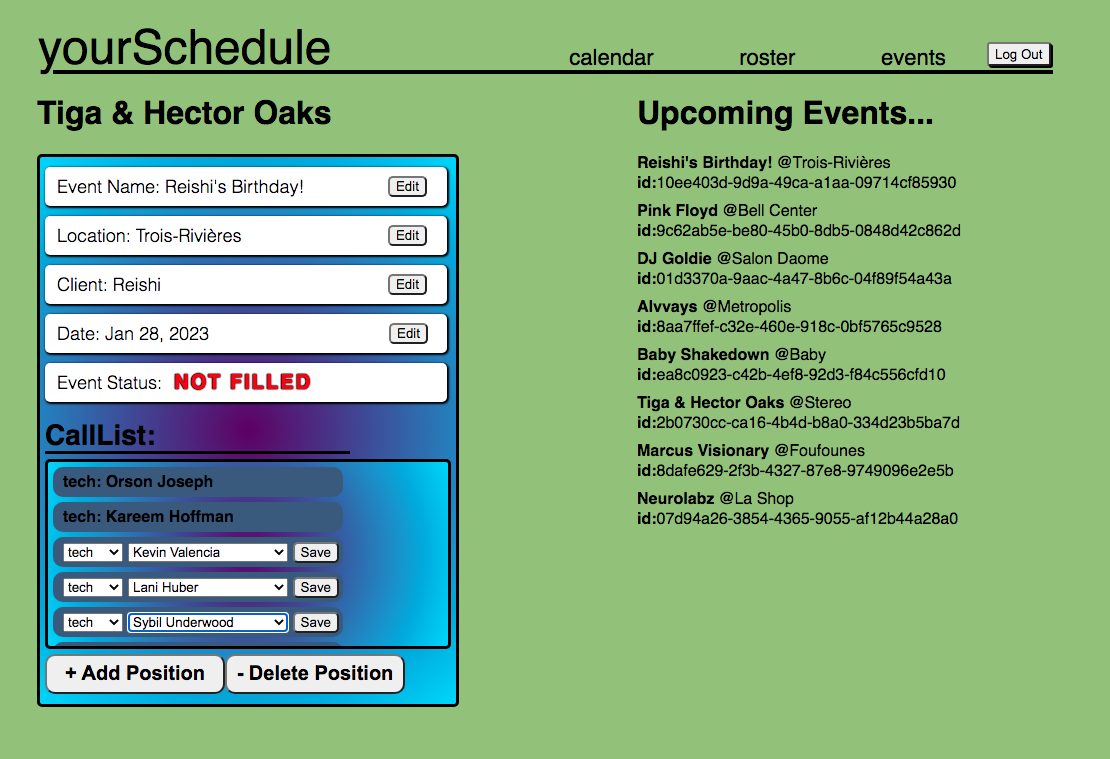 yourSchedule
calendar roster events Log Out
Tiga & Hector Oaks
Event Name: Reishi's Birthday! Edit
Location: Trois-Rivières Edit
Client: Reishi Edit
Date: Jan 28, 2023 Edit
Event Status: NOT FILLED
CallList:
tech: Orson Joseph
tech: Kareem Hoffman
tech Kevin Valencia Save
tech Lani Huber Save
tech Sybil Underwood Save
+ Add Position - Delete Position
Upcoming Events...
Reishi's Birthday! @Trois-Rivières
id:10ee403d-9d9a-49ca-a1aa-09714cf85930
Pink Floyd @Bell Center
id:9c62ab5e-be80-45b0-8db5-0848d42c862d
DJ Goldie @Salon Daome
id:01d3370a-9aac-4a47-8b6c-04f89f54a43a
Alvvays @Metropolis
id:8aa7ffef-c32e-460e-918c-0bf5765c9528
Baby Shakedown @Baby
id:ea8c0923-c42b-4ef8-92d3-f84c556cfd10
Tiga & Hector Oaks @Stereo
id:2b0730cc-ca16-4b4d-b8a0-334d23b5ba7d
Marcus Visionary @Foufounes
id:8dafe629-2f3b-4327-87e8-9749096e2e5b
Neurolabz @La Shop
id:07d94a26-3854-4365-9055-af12b44a28a0